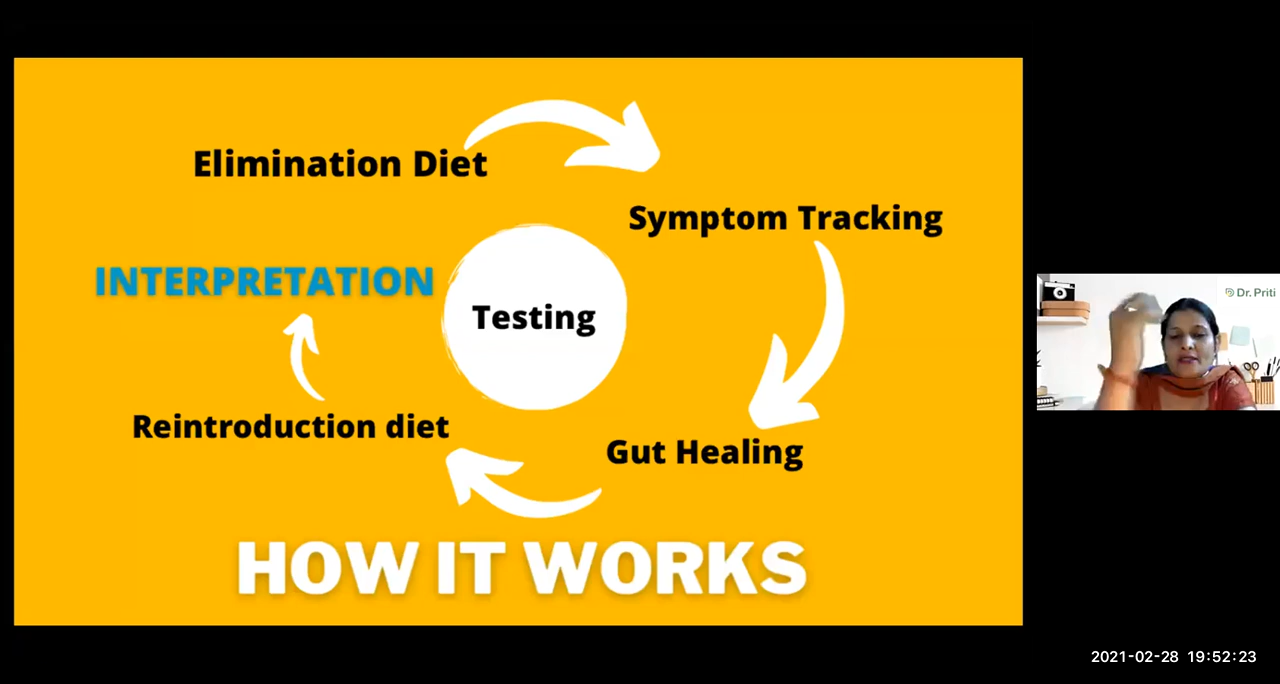 Elimination Diet
Symptom Tracking
INTERPRETATION
Testing
Reintroduction diet
Gut Healing
HOW IT WORKS
Dr. Priti
2021-02-28 19:52:23